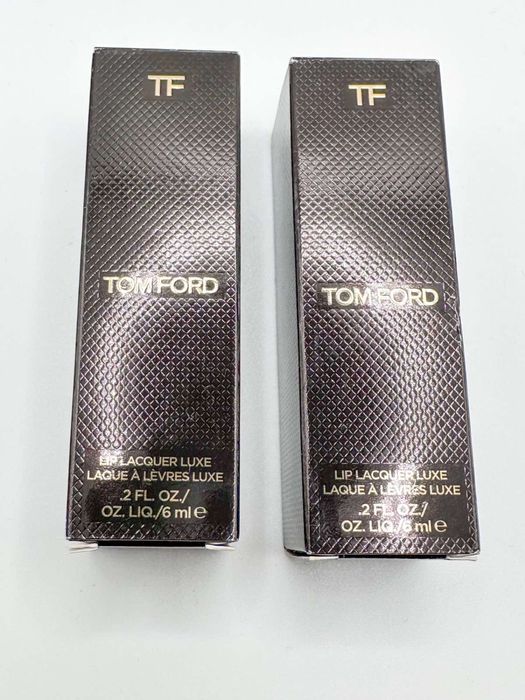 TF
TOM FORD
LIP LACQUER LUXE
LAQUE À LÈVRES LUXE
.2 FL. OZ./
OZ. LIQ./6 ml ℮
TF
TOM FORD
LIP LACQUER LUXE
LAQUE À LÈVRES LUXE
.2 FL. OZ./
OZ. LIQ./6 ml ℮